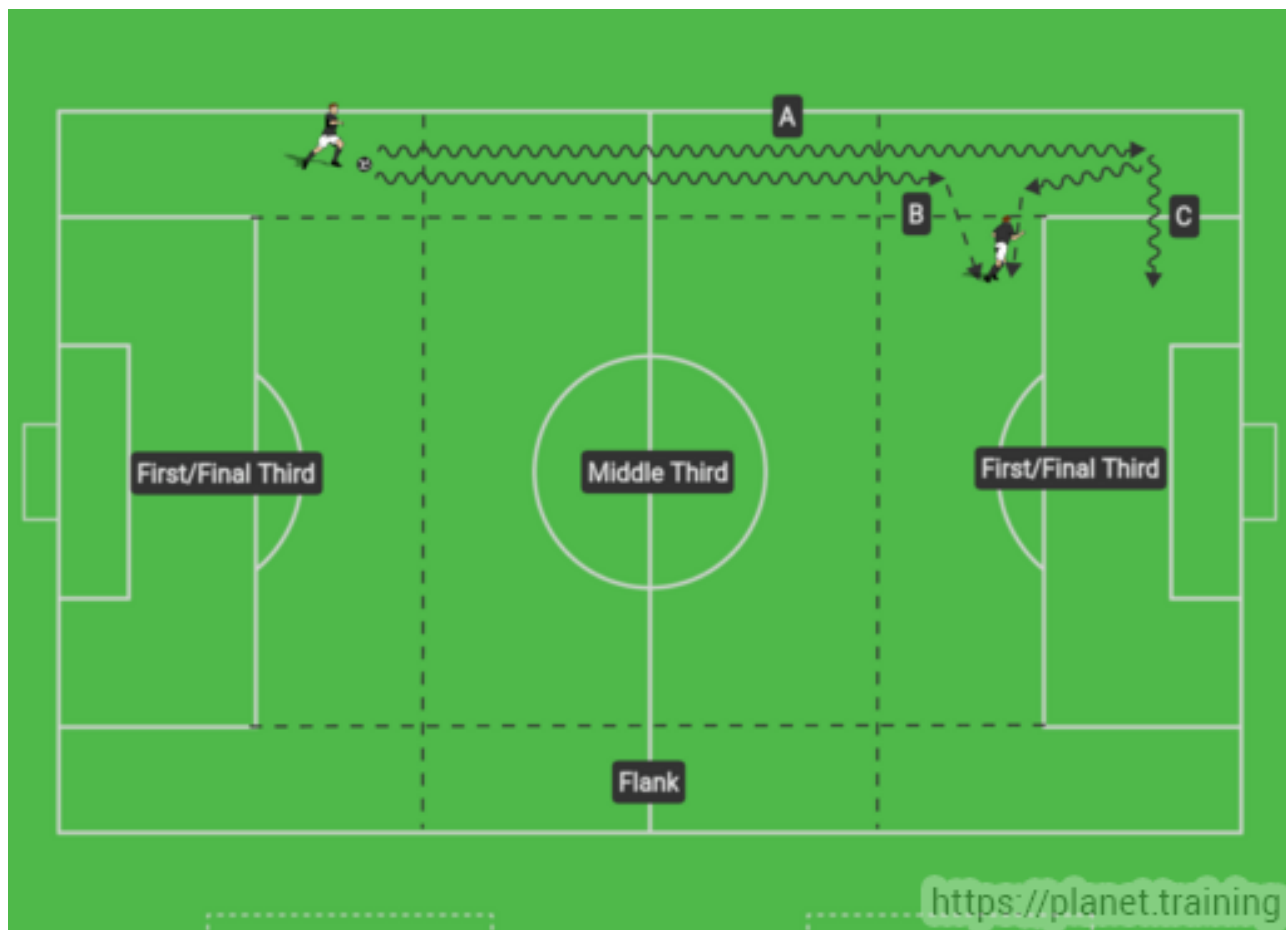 A
B
C
First/Final Third
Middle Third
First/Final Third
Flank
https://planet.training